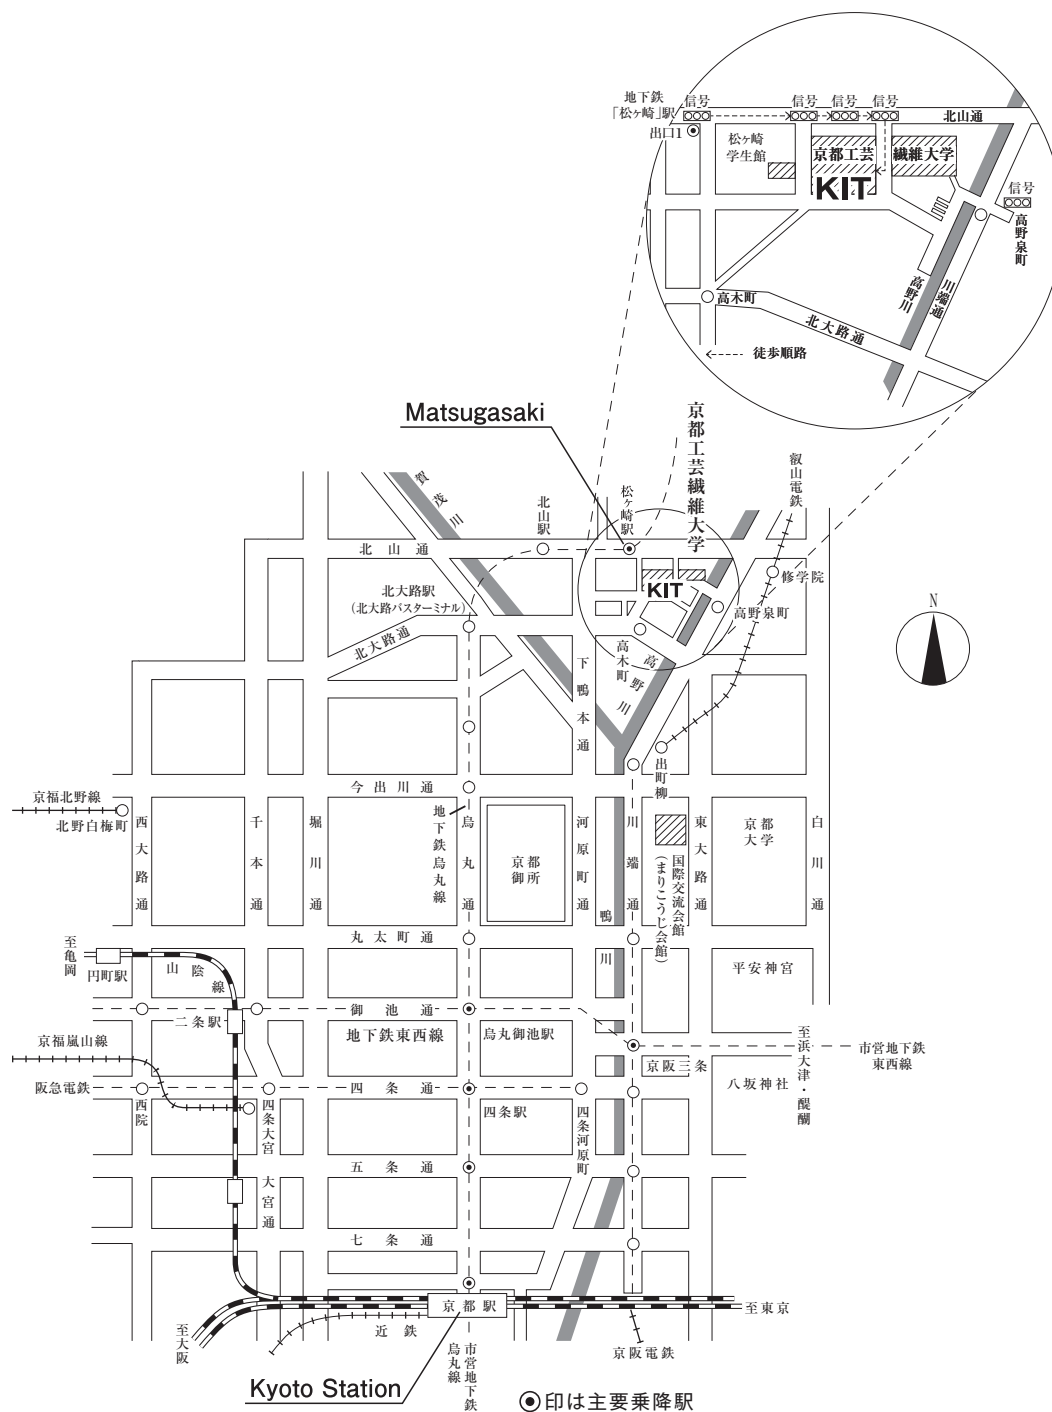 信号
信号
信号
信号
地下鉄
「松ヶ崎」駅
出口1
北山通
松ヶ崎
学生館
京都工芸
繊維大学
KIT
信号
高野泉町
高野川
川端通
高木町
北大路通
徒歩順路
Matsugasaki
京都工芸繊維大学
叡山電鉄
賀茂川
北山駅
松ヶ崎駅
北山通
修学院
KIT
北大路駅
(北大路バスターミナル)
高野泉町
北大路通
高木町
高野川
下鴨本通
N
出町柳
今出川通
京福北野線
北野白梅町
西大路通
千本通
堀川通
地下鉄烏丸線
烏丸通
京都
御所
河原町通
川端通
国際交流会館
(まりこうじ会館)
東大路通
京都
大学
白川通
鴨川
丸太町通
至亀岡
円町駅
山陰線
平安神宮
二条駅
御池通
地下鉄東西線
烏丸御池駅
京福嵐山線
京阪三条
至浜大津・醍醐
市営地下鉄
東西線
阪急電鉄
西院
四条大宮
四条通
四条駅
四条河原町
八坂神社
五条通
大宮通
七条通
京都駅
至東京
至大阪
近鉄
市営地下鉄
烏丸線
京阪電鉄
Kyoto Station
◉印は主要乗降駅